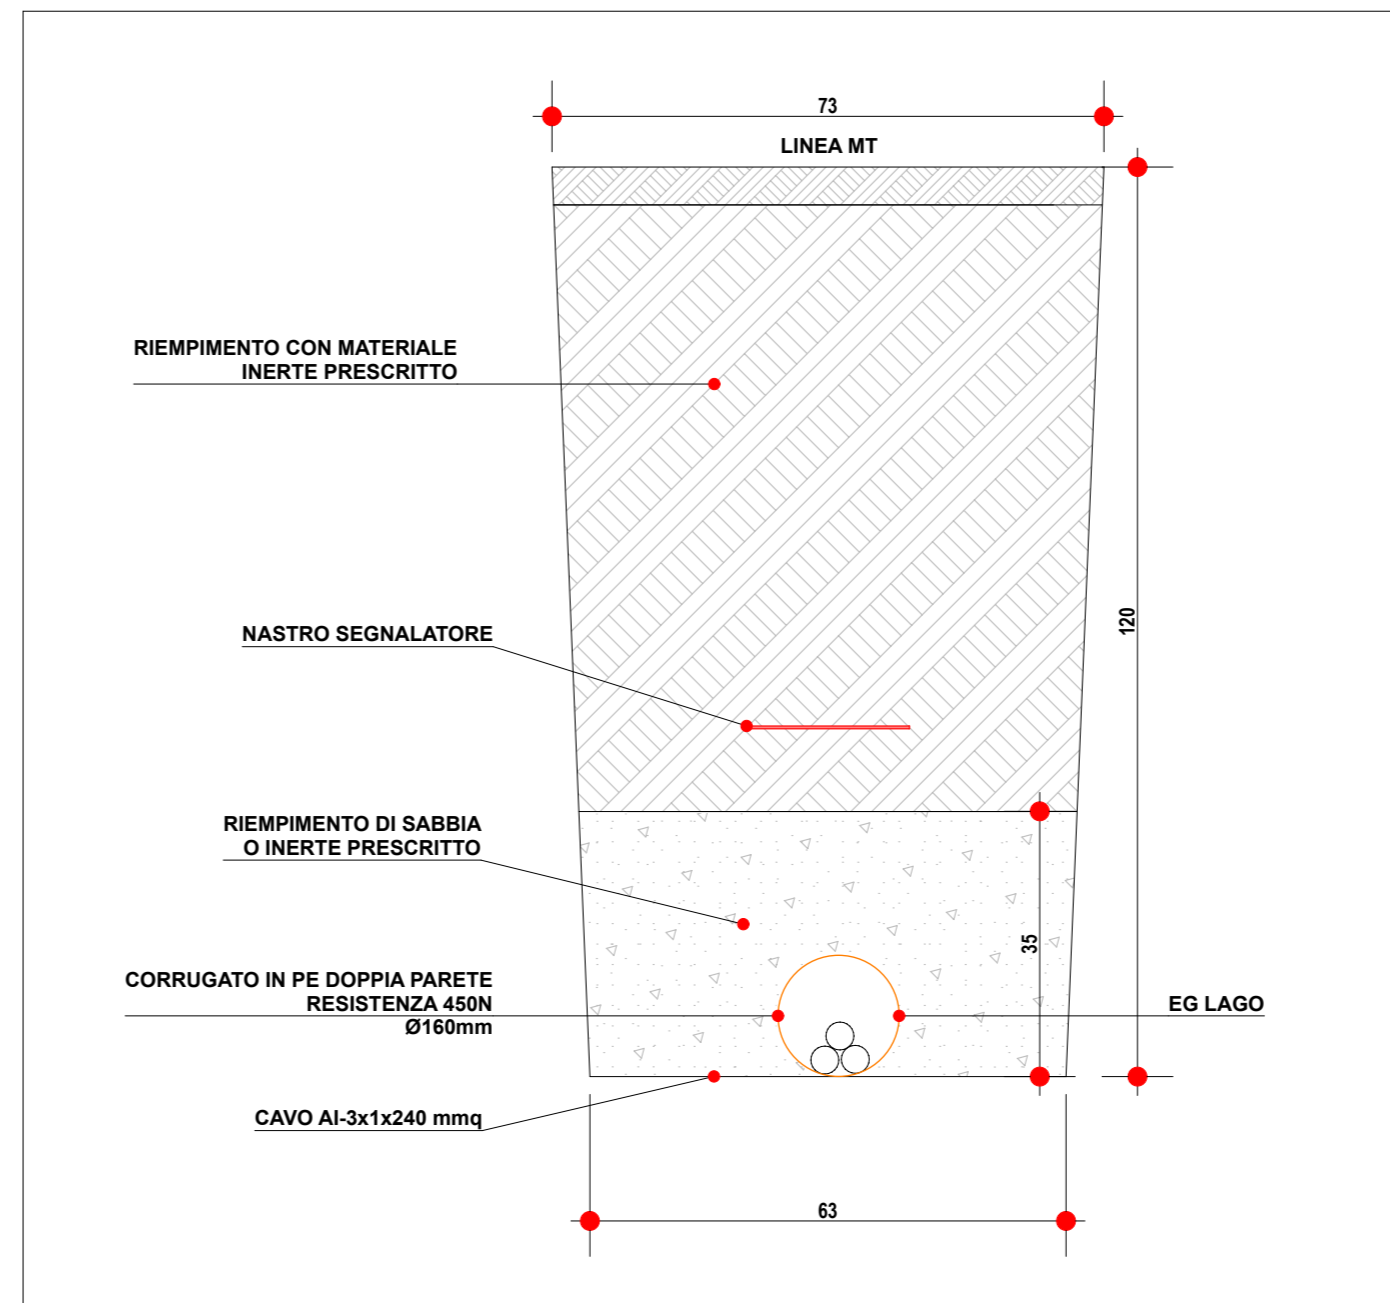 73
LINEA MT
RIEMPIMENTO CON MATERIALE
INERTE PRESCRITTO
120
NASTRO SEGNALATORE
RIEMPIMENTO DI SABBIA
O INERTE PRESCRITTO
35
CORRUGATO IN PE DOPPIA PARETE
RESISTENZA 450N
Ø160mm
EG LAGO
CAVO Al-3x1x240 mmq
63